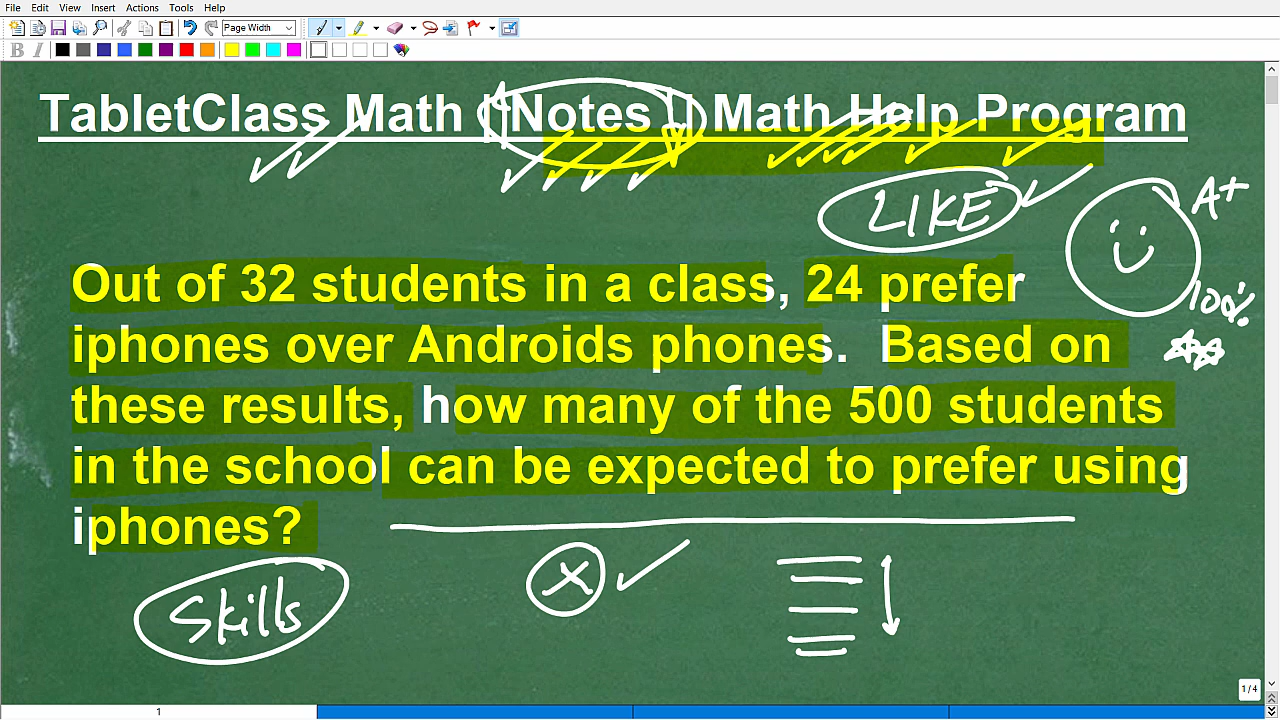 File Edit View Insert Actions Tools Help
Page Width
B I
TabletClass Math || Notes || Math Help Program
LIKE
A+
Out of 32 students in a class, 24 prefer
100%
iphones over Androids phones. Based on
these results, how many of the 500 students
in the school can be expected to prefer using
iphones?
Skills
X
1/4
1